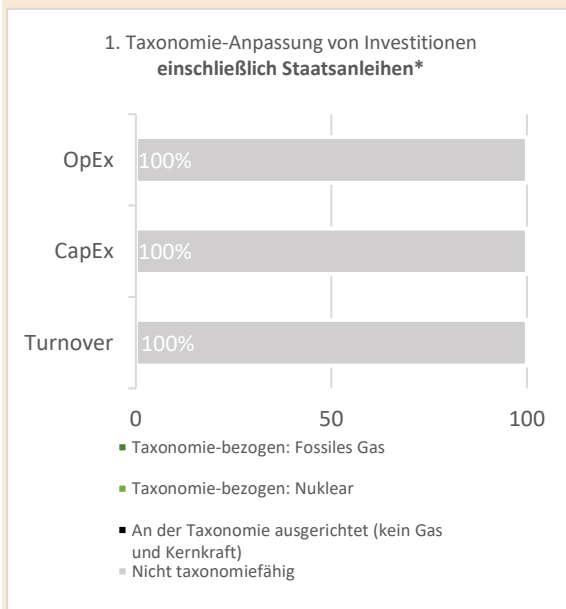 1. Taxonomie-Anpassung von Investitionen
einschließlich Staatsanleihen*
OpEx
100%
CapEx
100%
Turnover
100%
0
50
100
Taxonomie-bezogen: Fossiles Gas
Taxonomie-bezogen: Nuklear
An der Taxonomie ausgerichtet (kein Gas
und Kernkraft)
Nicht taxonomiefähig